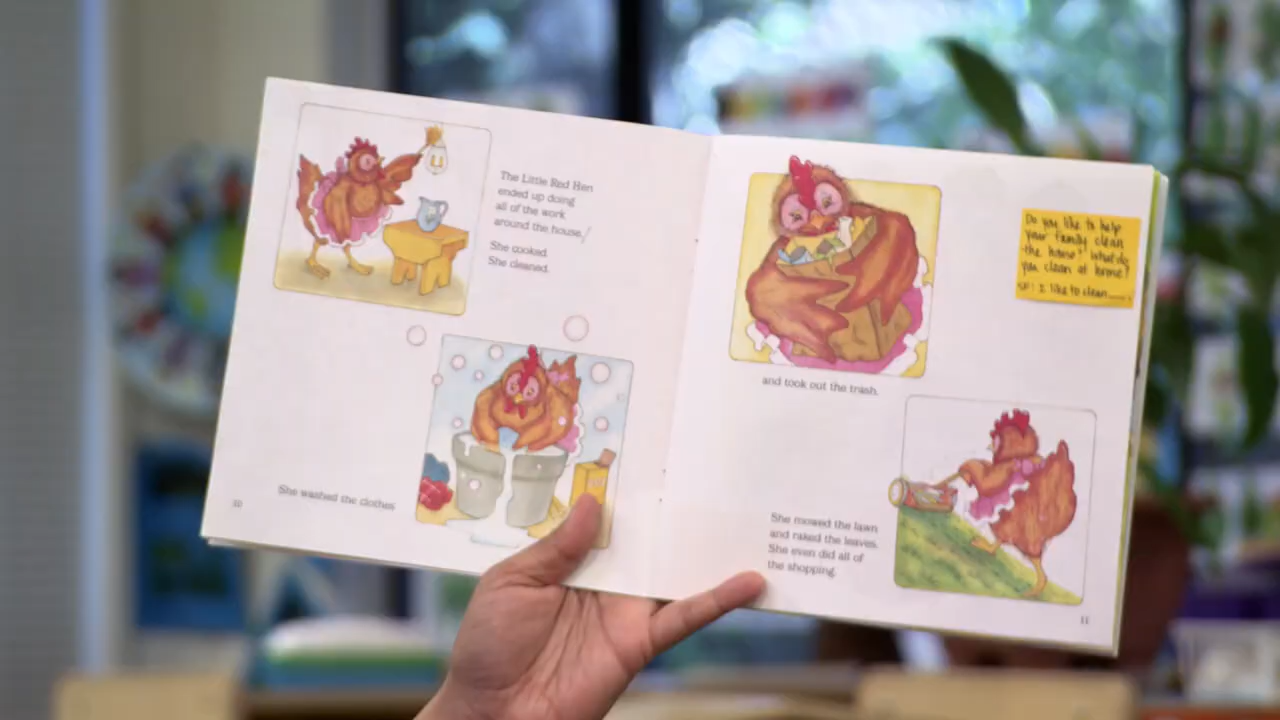 The Little Red Hen
ended up doing
all of the work
around the house.
She cooked.
She cleaned.
She washed the clothes
10
and took out the trash.
Do you like to help
your family clean
the house? What do
you clean at home?
I like to clean
She mowed the lawn
and raked the leaves.
She even did all of
the shopping.
11